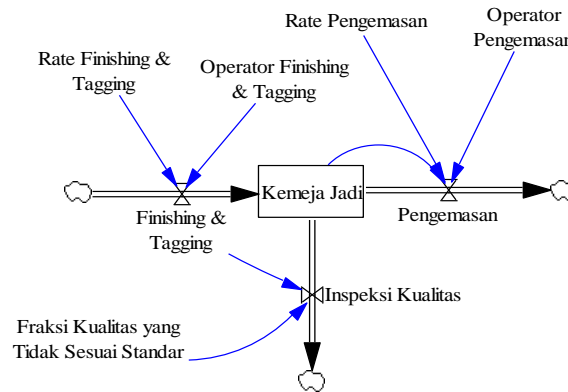 Rate Finishing &
Tagging
Operator Finishing
& Tagging
Rate Pengemasan
Operator
Pengemasan
Kemeja Jadi
Finishing &
Tagging
Pengemasan
Inspeksi Kualitas
Fraksi Kualitas yang
Tidak Sesuai Standar